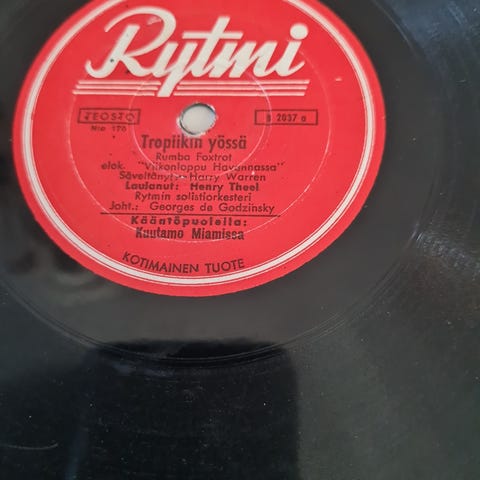 Rytmi
TEOSTO
Nio 170
R 2037 a
Tropiikin yössä
Rumba Foxtrot
elok. "Viikonloppu Havannassa"
Säveltänyt: Harry Warren
Laulanut: Henry Theel
Rytmin solistiorkesteri
Joht.: Georges de Godzinsky
Kääntöpuolella:
Kuutamo Miamissa
KOTIMAINEN TUOTE